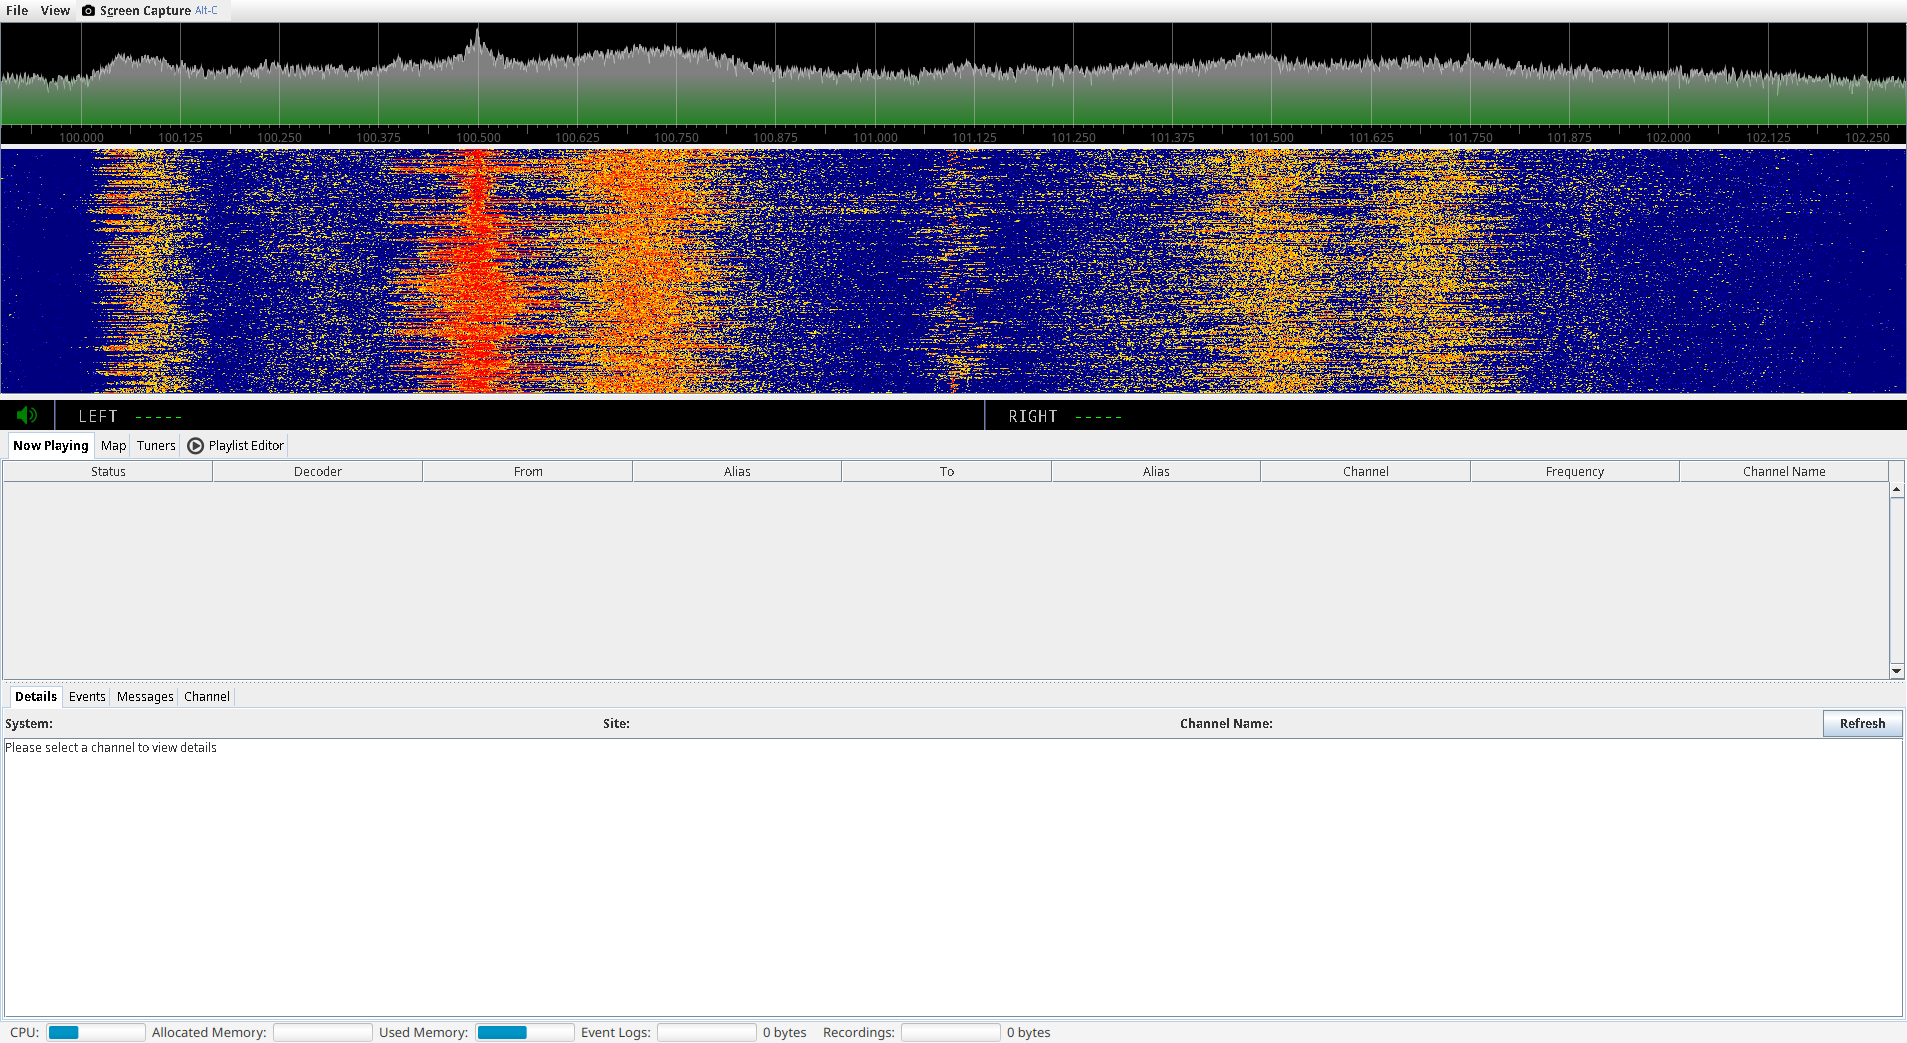 File View Screen Capture Alt-C
100.000 100.125 100.250 100.375 100.500 100.625 100.750 100.875 101.000 101.125 101.250 101.375 101.500 101.625 101.750 101.875 102.000 102.125 102.250
LEFT ----- RIGHT -----
Now Playing Map Tuners Playlist Editor
Status Decoder From Alias To Alias Channel Frequency Channel Name
Details Events Messages Channel
System: Site: Channel Name: Refresh
Please select a channel to view details
CPU: Allocated Memory: Used Memory: Event Logs: 0 bytes Recordings: 0 bytes